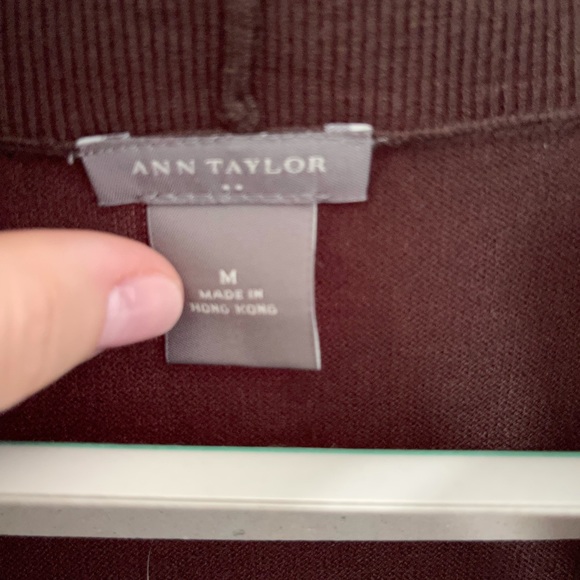 ANN TAYLOR
M
MADE IN
HONG KONG